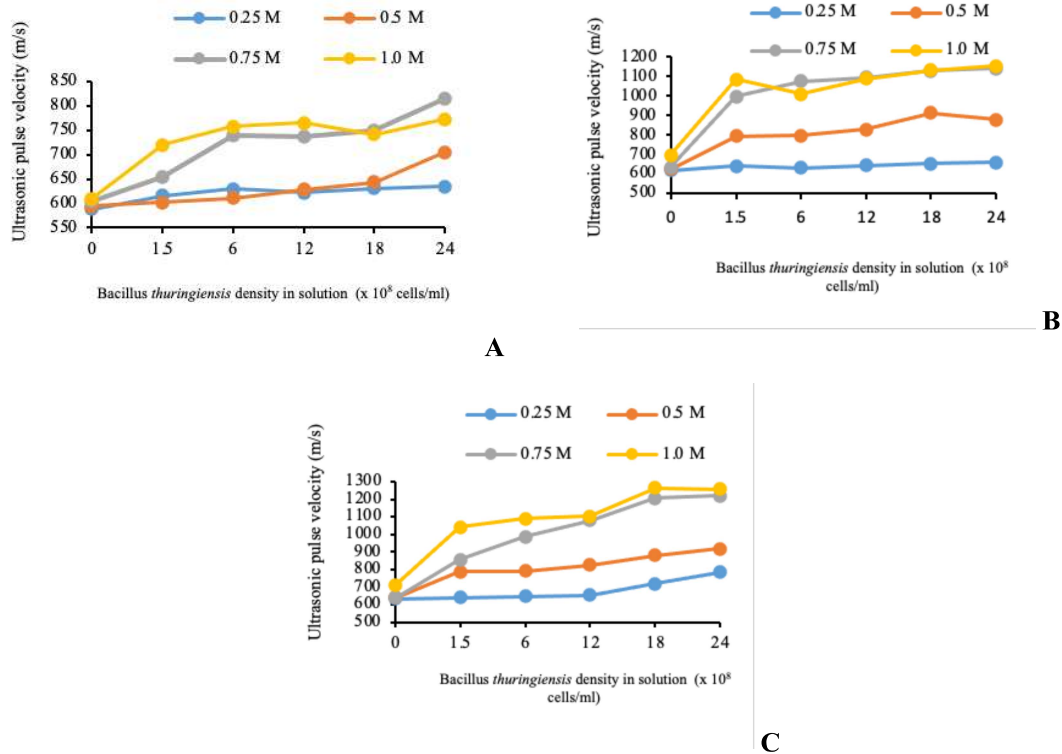 0.25 M
0.5 M
0.75 M
1.0 M
Ultrasonic pulse velocity (m/s)
850
800
750
700
650
600
550
0
1.5
6
12
18
24
Bacillus thuringiensis density in solution (x 10⁸ cells/ml)
A
0.25 M
0.5 M
0.75 M
1.0 M
Ultrasonic pulse velocity (m/s)
1200
1100
1000
900
800
700
600
500
0
1.5
6
12
18
24
Bacillus thuringiensis density in solution (x 10⁸
cells/ml)
B
0.25 M
0.5 M
0.75 M
1.0 M
Ultrasonic pulse velocity (m/s)
1300
1200
1100
1000
900
800
700
600
500
0
1.5
6
12
18
24
Bacillus thuringiensis density in solution (x 10⁸
cells/ml)
C